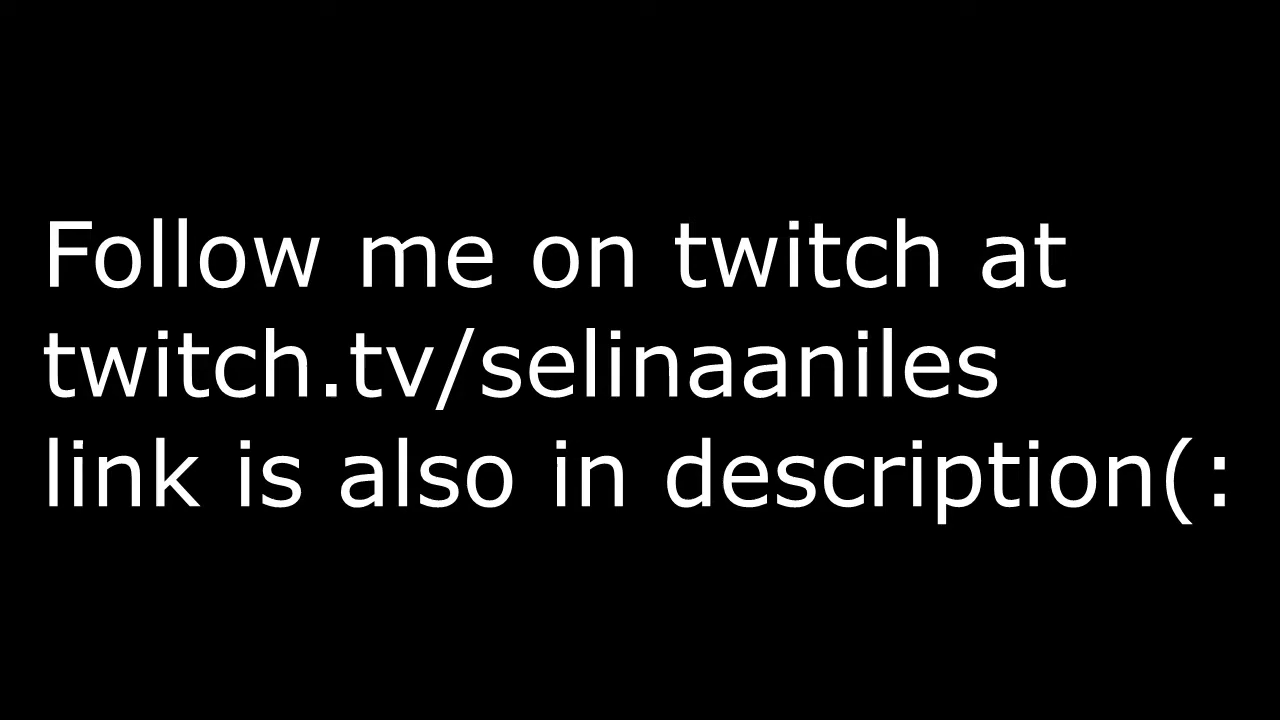 Follow me on twitch at
twitch.tv/selinaaniles
link is also in description(: